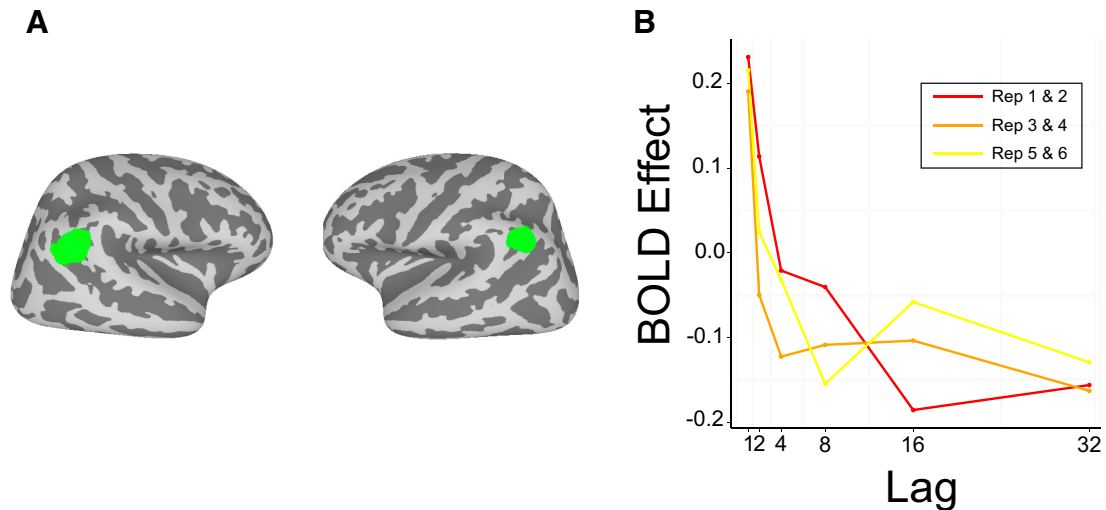 A
B
BOLD Effect
0.2
0.1
0.0
-0.1
-0.2
Rep 1 & 2
Rep 3 & 4
Rep 5 & 6
1 2 4 8 16 32
Lag